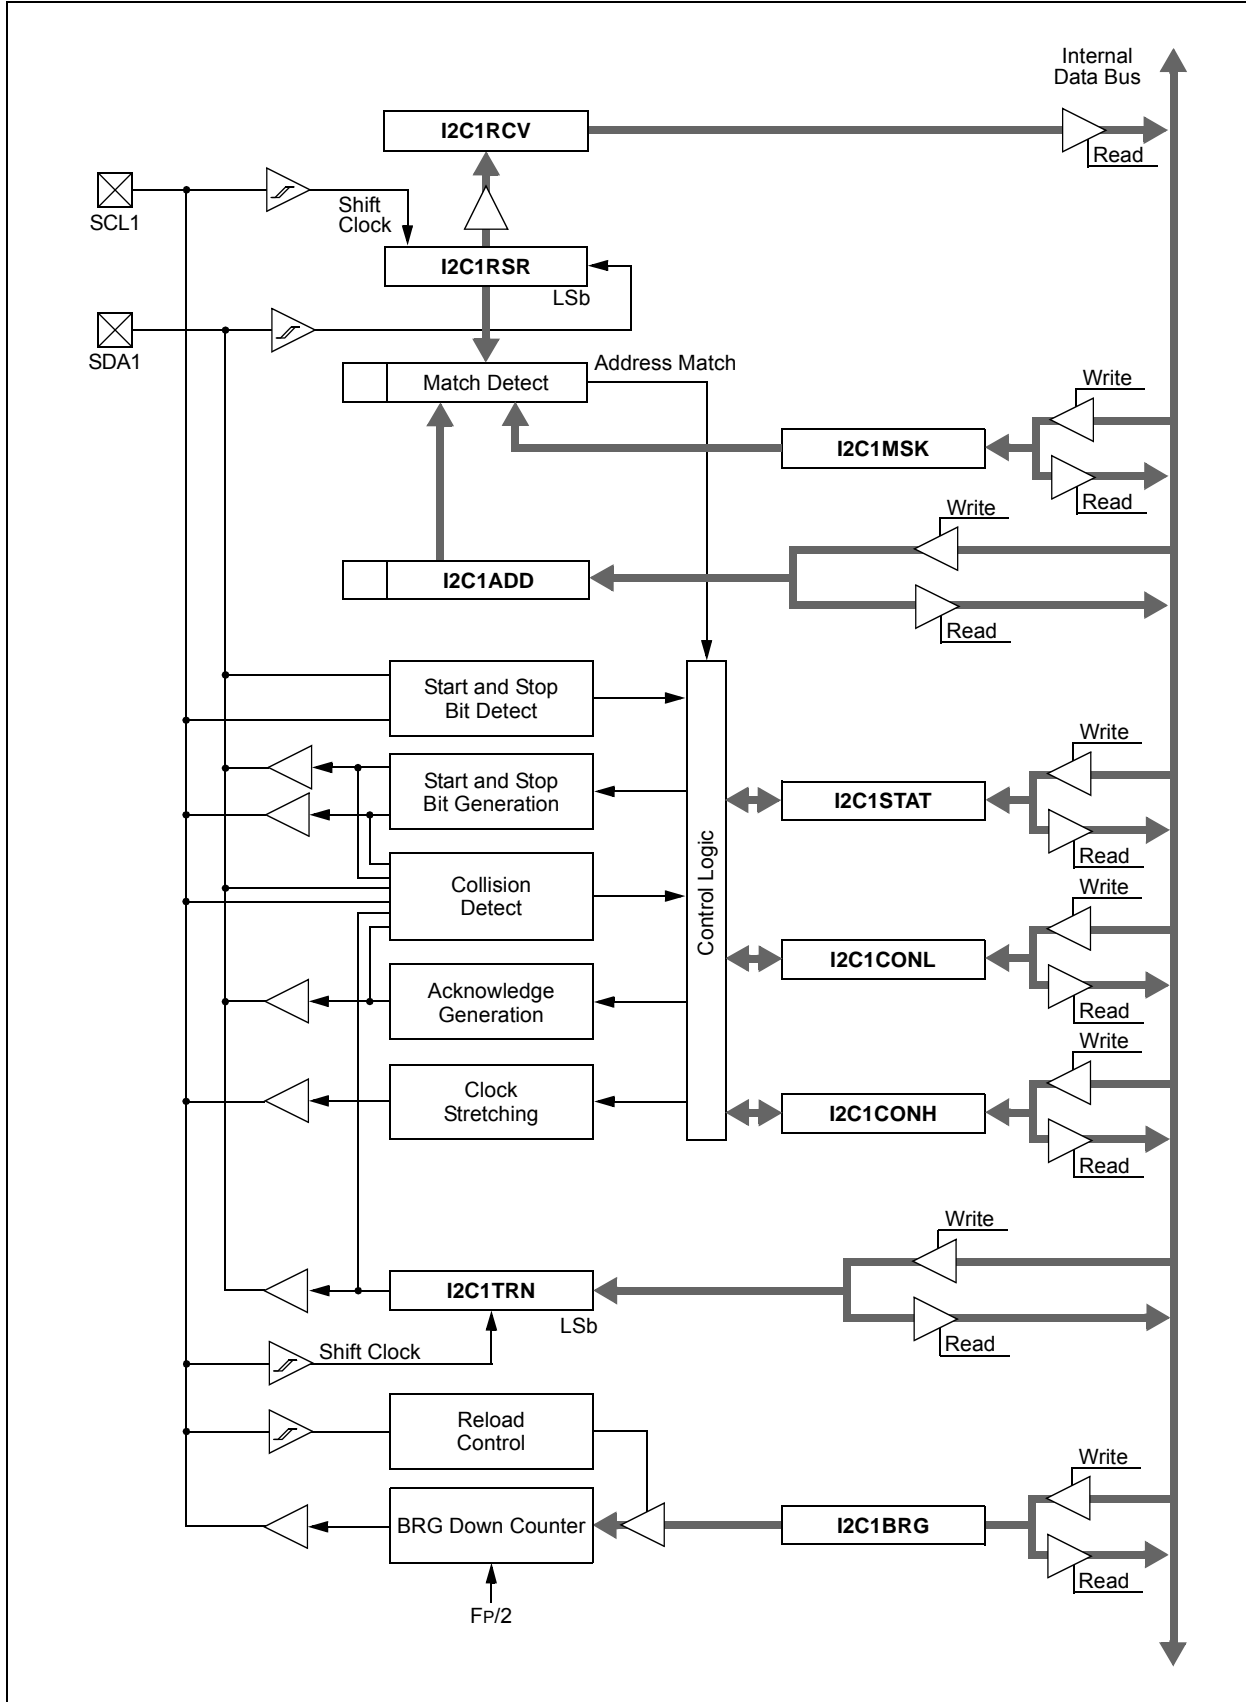 Internal
Data Bus
I2C1RCV
Read
SCL1
Shift
Clock
I2C1RSR
LSb
SDA1
Match Detect
Address Match
Write
I2C1MSK
Read
Write
I2C1ADD
Read
Start and Stop
Bit Detect
Write
Start and Stop
Bit Generation
I2C1STAT
Read
Control Logic
Collision
Detect
Write
I2C1CONL
Acknowledge
Generation
Read
Write
Clock
Stretching
I2C1CONH
Read
Write
I2C1TRN
LSb
Read
Shift Clock
Reload
Control
Write
BRG Down Counter
I2C1BRG
Read
FP/2